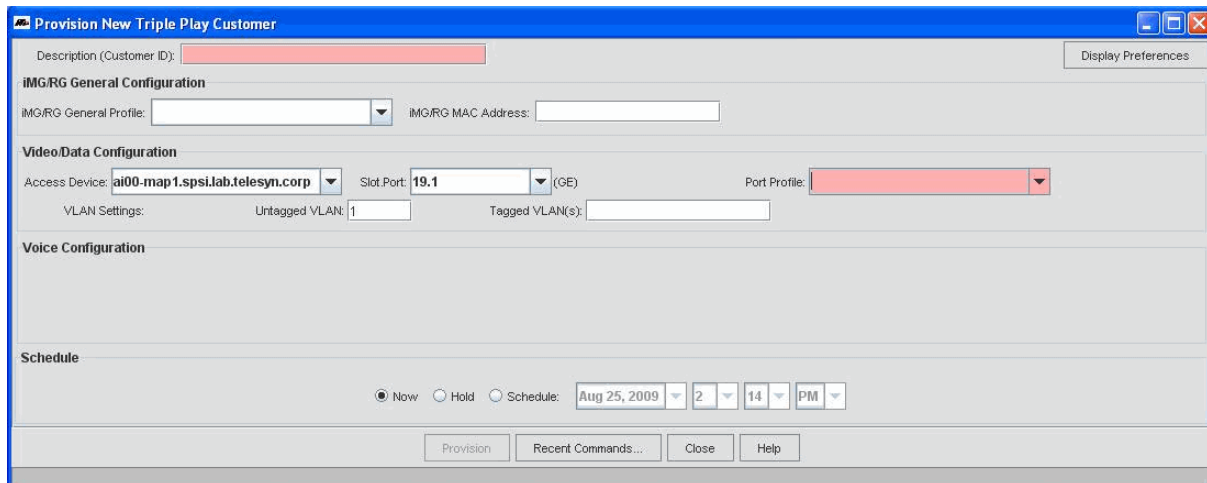 Provision New Triple Play Customer
Description (Customer ID):
Display Preferences
iMG/RG General Configuration
iMG/RG General Profile: iMG/RG MAC Address:
Video/Data Configuration
Access Device: ai00-map1.spsi.lab.telesyn.corp Slot.Port: 19.1 (GE) Port Profile:
VLAN Settings: Untagged VLAN: 1 Tagged VLAN(s):
Voice Configuration
Schedule
Now Hold Schedule: Aug 25, 2009 2 14 PM
Provision Recent Commands... Close Help